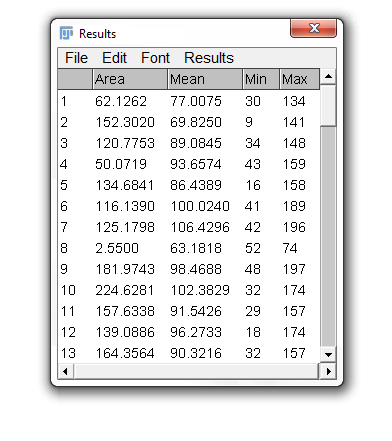 Results
File Edit Font Results
Area Mean Min Max
1 62.1262 77.0075 30 134
2 152.3020 69.8250 9 141
3 120.7753 89.0845 34 148
4 50.0719 93.6574 43 159
5 134.6841 86.4389 16 158
6 116.1390 100.0240 41 189
7 125.1798 106.4296 42 196
8 2.5500 63.1818 52 74
9 181.9743 98.4688 48 197
10 224.6281 102.3829 32 174
11 157.6338 91.5426 29 157
12 139.0886 96.2733 18 174
13 164.3564 90.3216 32 157